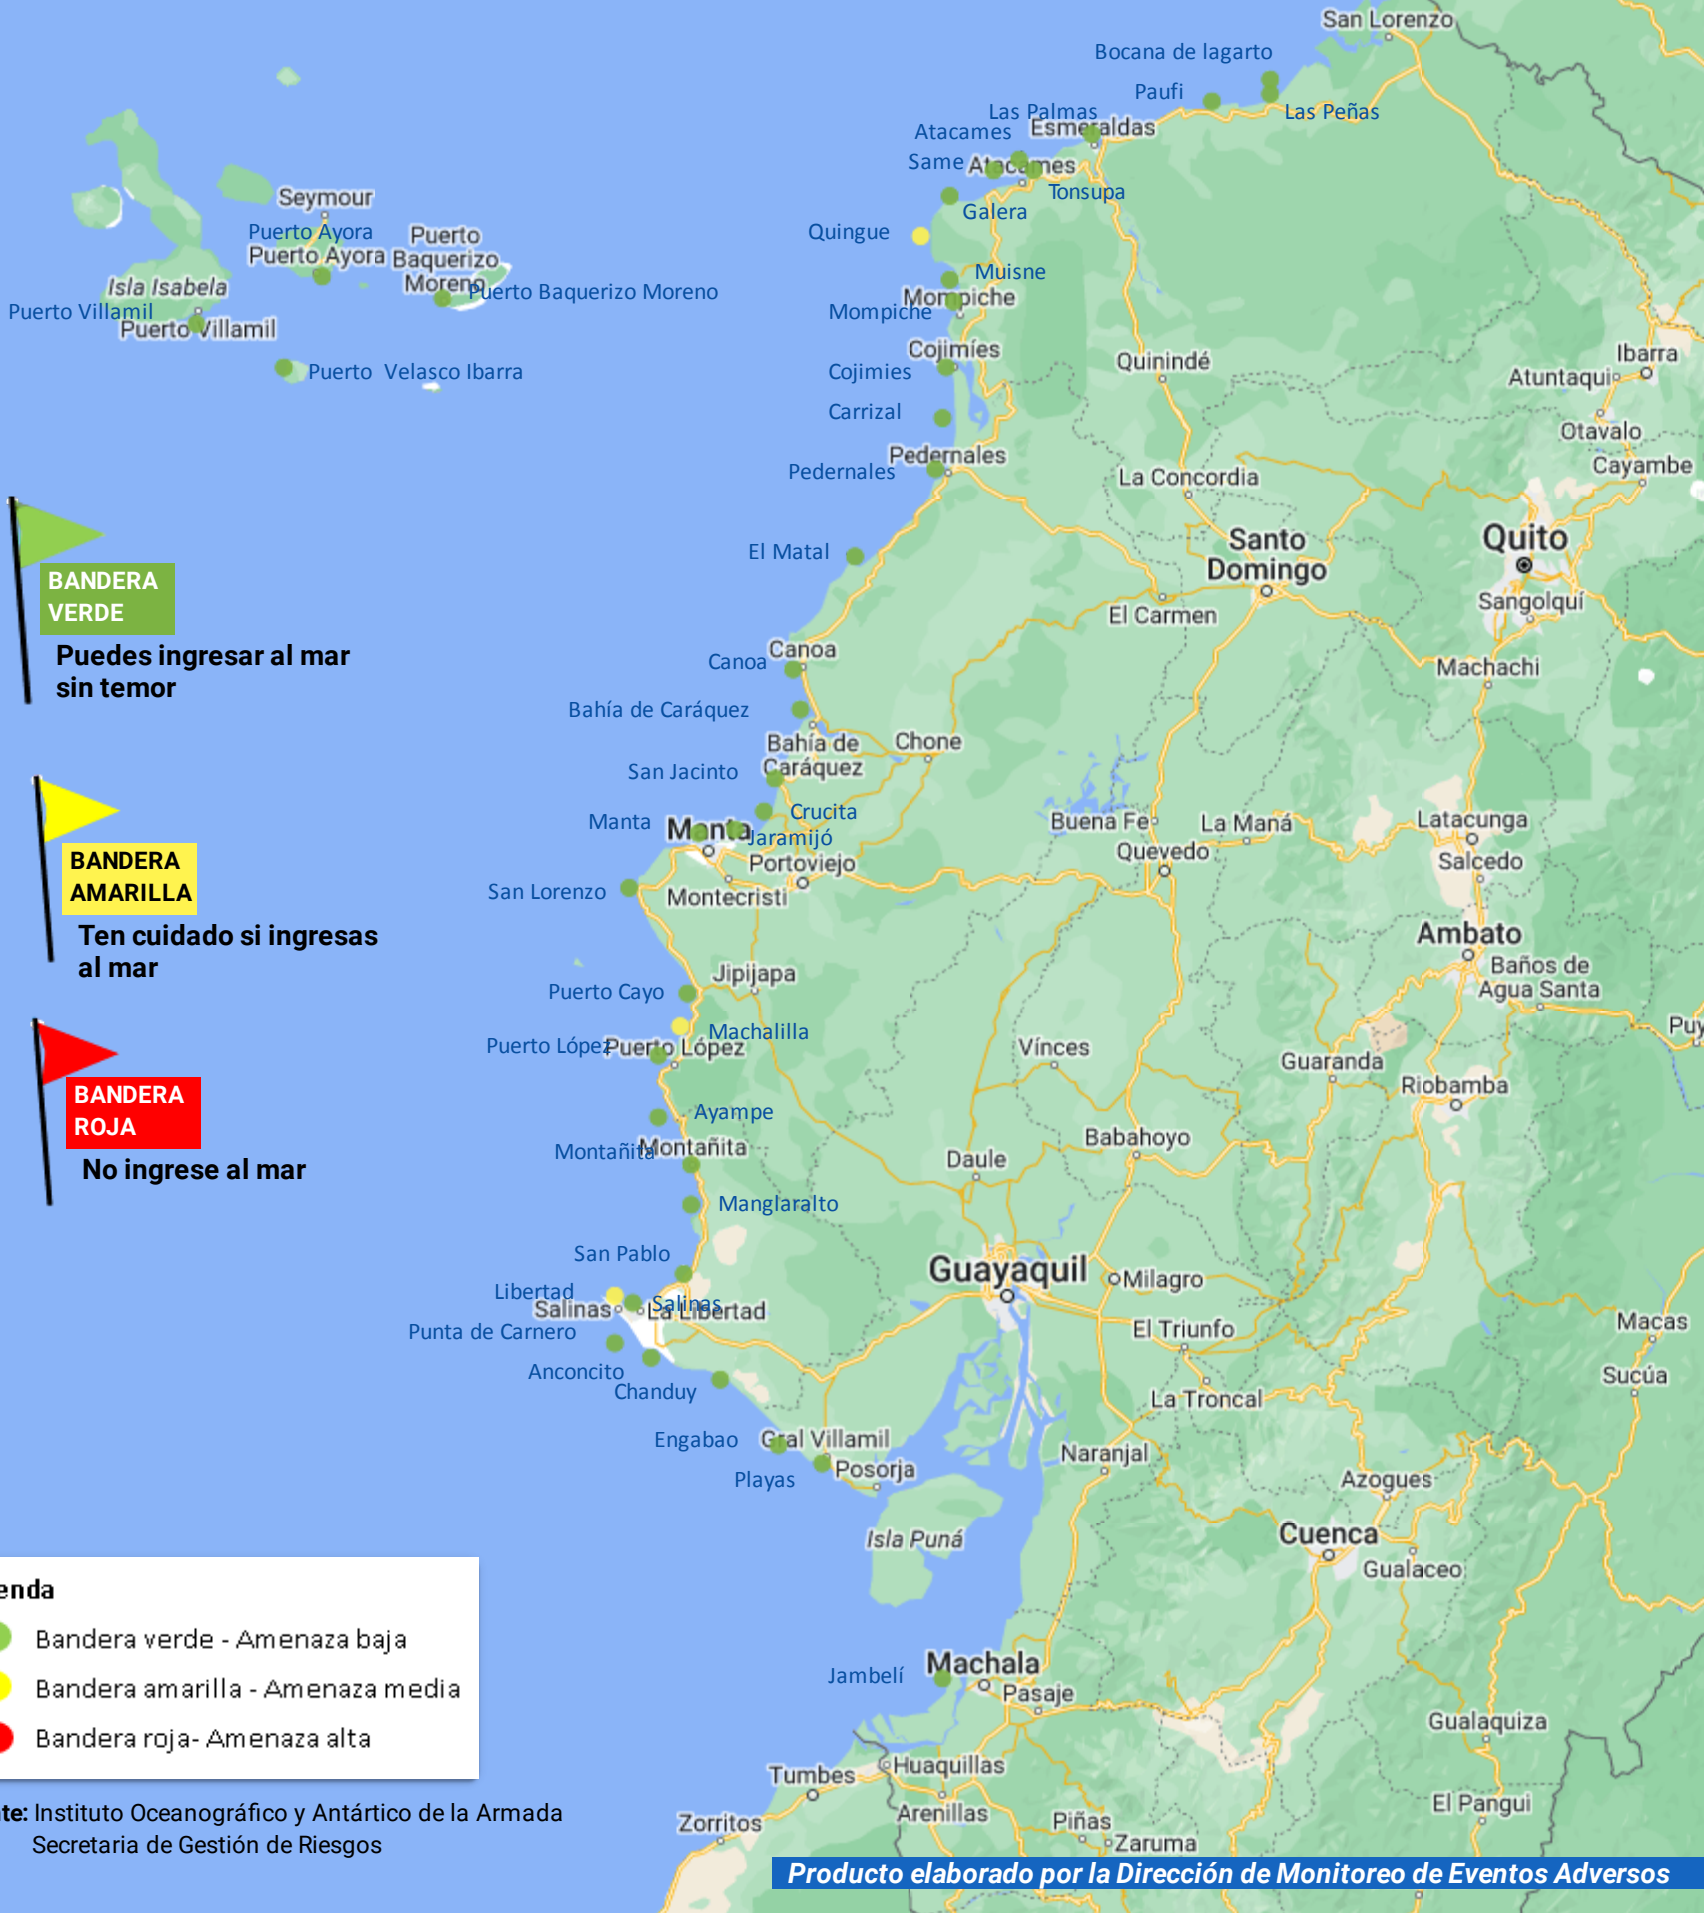 San Lorenzo
Bocana de lagarto
Paufi
Las Palmas
Las Peñas
Atacames
Esmeraldas
Same
Atacames
Tonsupa
Galera
Quingue
Muisne
Mompiche
Mompiche
Cojimíes
Cojimies
Carrizal
Pedernales
Pedernales
El Matal
Canoa
Canoa
Bahía de Caráquez
Bahía de
Caráquez
Chone
San Jacinto
Crucita
Manta
Manta
Jaramijó
Portoviejo
San Lorenzo
Montecristi
Puerto Cayo
Jipijapa
Machalilla
Puerto López
Puerto López
Ayampe
Montañita
Montañita
Manglaralto
San Pablo
Libertad
Salinas
Salinas
La Libertad
Punta de Carnero
Anconcito
Chanduy
Engabao
Gral Villamil
Playas
Posorja
Isla Puná
Jambelí
Machala
Pasaje
Huaquillas
Tumbes
Arenillas
Zorritos
Piñas
Zaruma
Seymour
Puerto Ayora
Puerto Ayora
Puerto
Baquerizo
Moreno
Puerto Baquerizo Moreno
Isla Isabela
Puerto Villamil
Puerto Villamil
Puerto Velasco Ibarra
Quinindé
Ibarra
Atuntaqui
Otavalo
Cayambe
La Concordia
Santo
Domingo
Quito
Sangolquí
El Carmen
Machachi
Buena Fe
La Maná
Latacunga
Quevedo
Salcedo
Ambato
Baños de
Agua Santa
Puy
Vínces
Guaranda
Riobamba
Babahoyo
Daule
Guayaquil
Milagro
El Triunfo
Macas
Sucúa
La Troncal
Naranjal
Azogues
Cuenca
Gualaceo
Gualaquiza
El Pangui
BANDERA
VERDE
Puedes ingresar al mar
sin temor
BANDERA
AMARILLA
Ten cuidado si ingresas
al mar
BANDERA
ROJA
No ingrese al mar
enda
Bandera verde - Amenaza baja
Bandera amarilla - Amenaza media
Bandera roja- Amenaza alta
te: Instituto Oceanográfico y Antártico de la Armada
Secretaria de Gestión de Riesgos
Producto elaborado por la Dirección de Monitoreo de Eventos Adversos